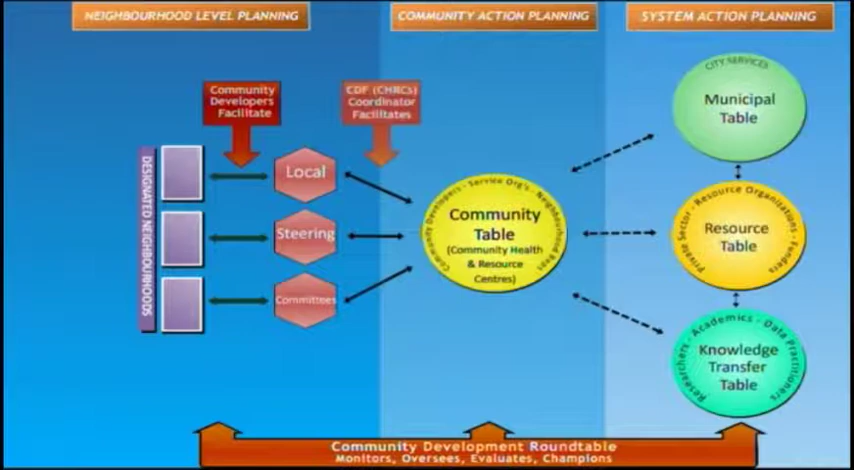 NEIGHBOURHOOD LEVEL PLANNING
COMMUNITY ACTION PLANNING
SYSTEM ACTION PLANNING
Community
Developers
Facilitate
CDF (CHRCs)
Coordinator
Facilitates
DESIGNATED NEIGHBOURHOODS
Local
Steering
Committees
Community Developers - Service Org's - Neighbourhood Reps
Community
Table
(Community Health
& Resource
Centres)
CITY SERVICES
Municipal
Table
Private Sector - Resource Organizations - Funders
Resource
Table
Researchers - Academics - Data Practitioners
Knowledge
Transfer
Table
Community Development Roundtable
Monitors, Oversees, Evaluates, Champions